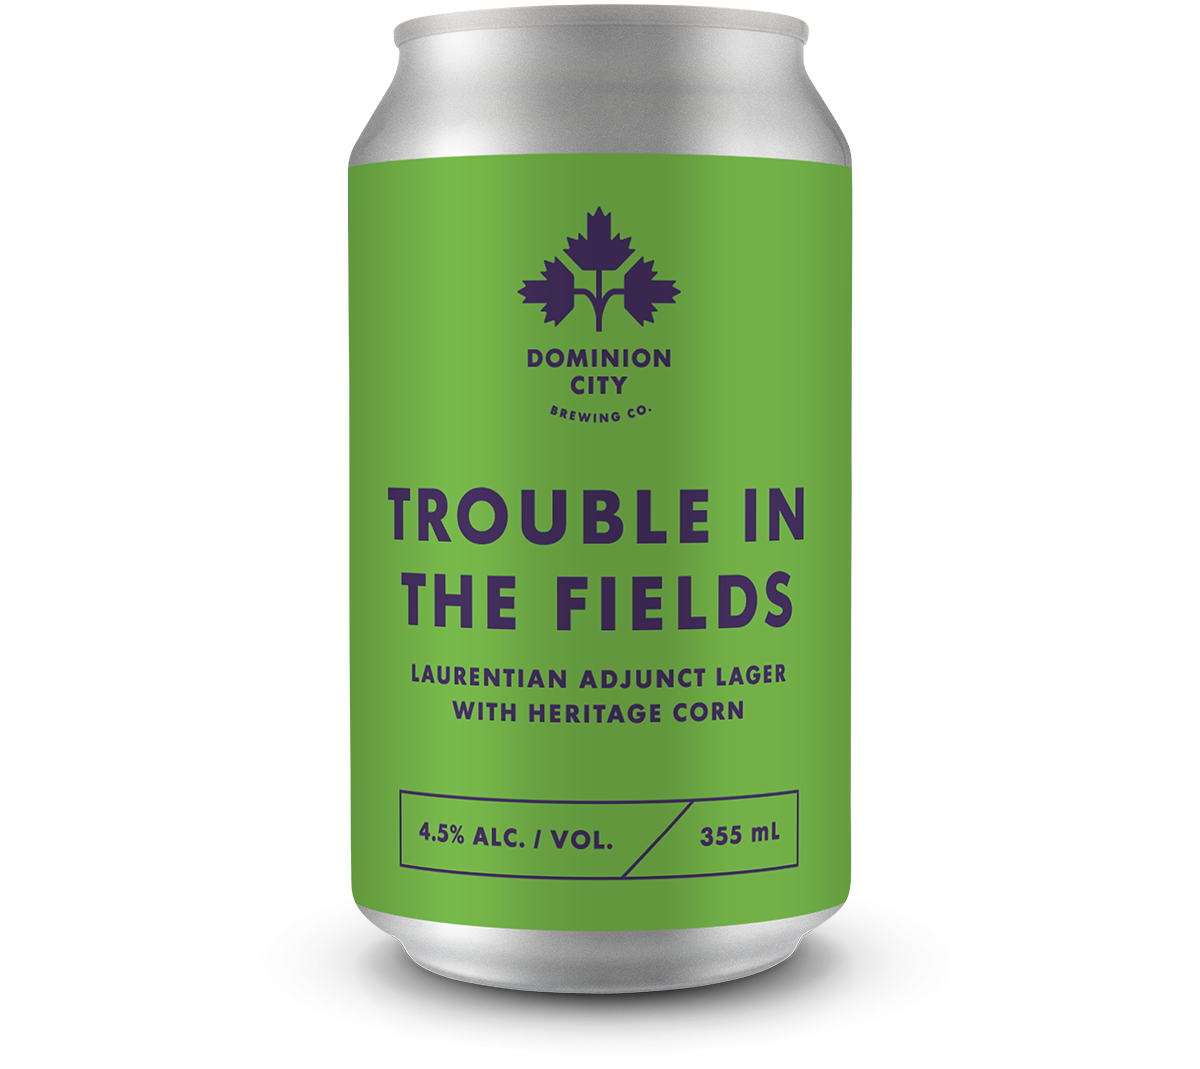 DOMINION
CITY
BREWING CO.
TROUBLE IN
THE FIELDS
LAURENTIAN ADJUNCT LAGER
WITH HERITAGE CORN
4.5% ALC. / VOL.
355 mL